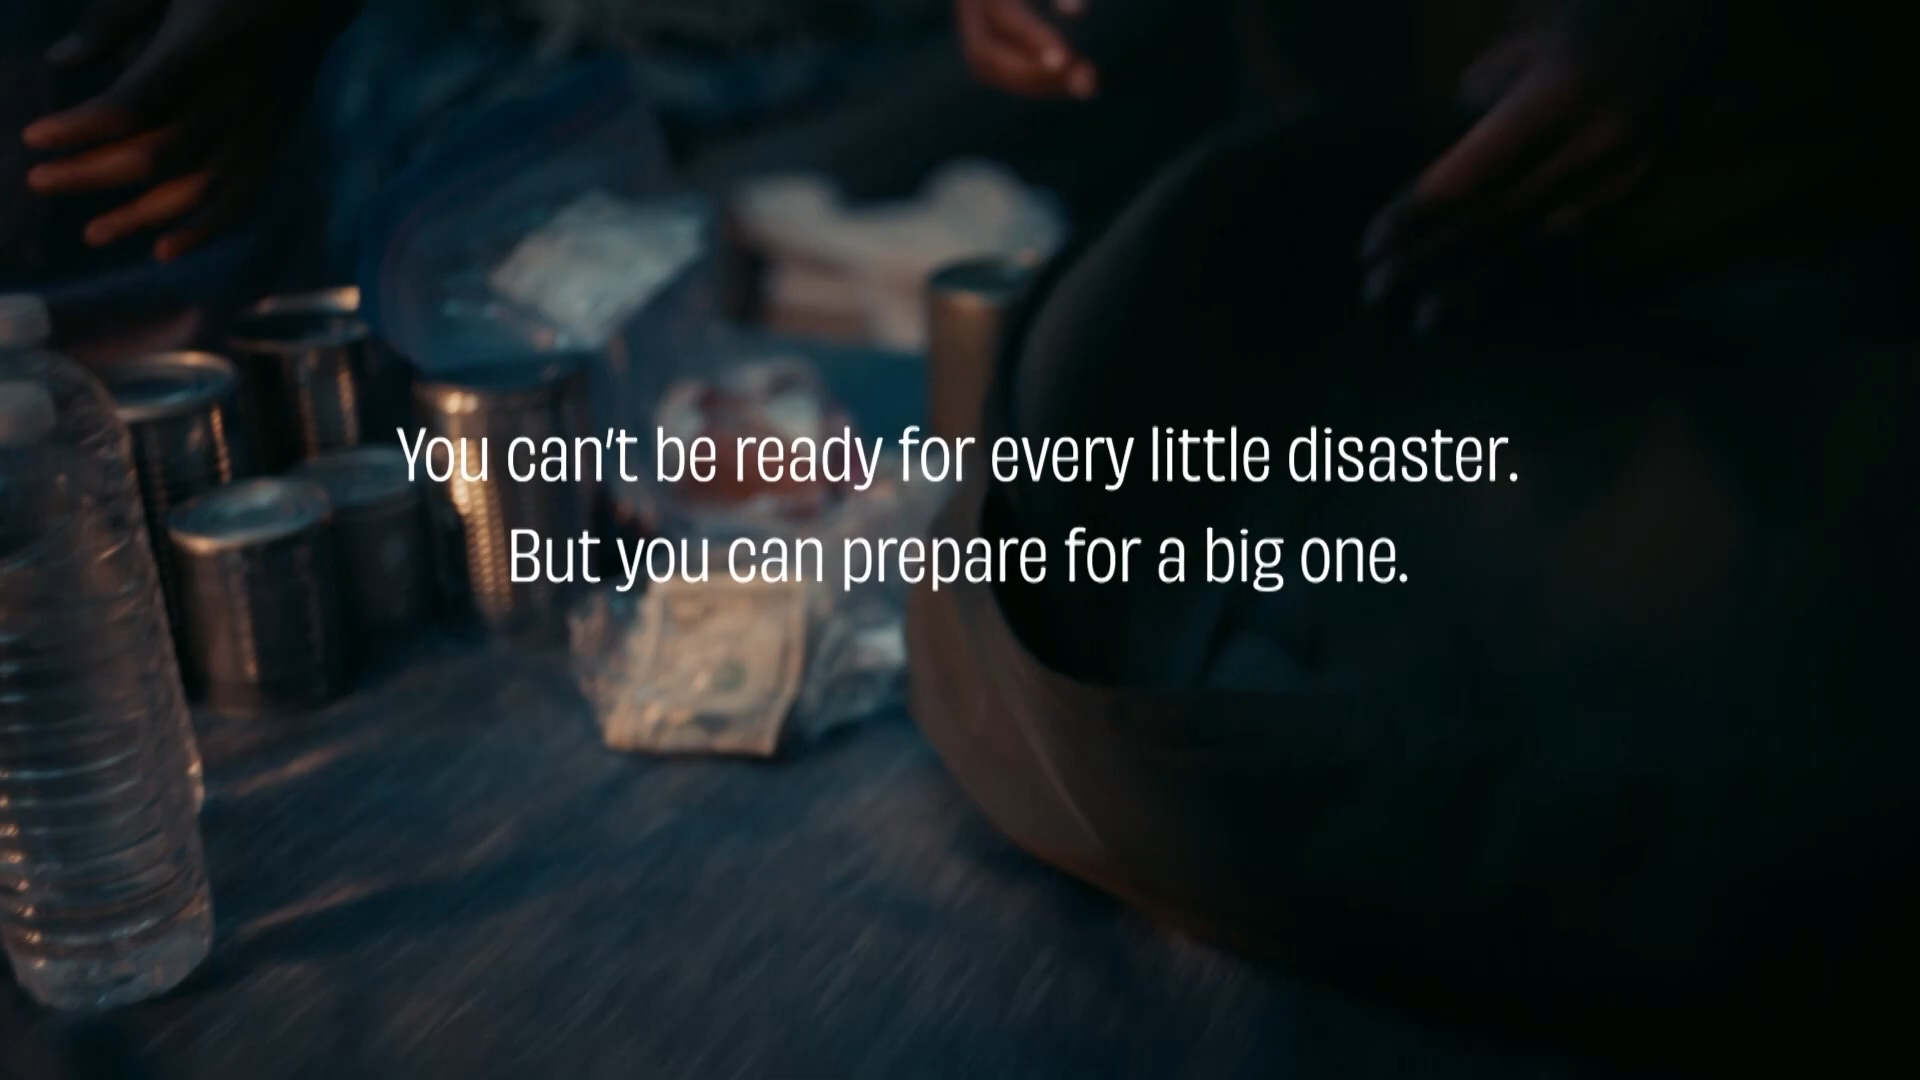 You can't be ready for every little disaster.
But you can prepare for a big one.